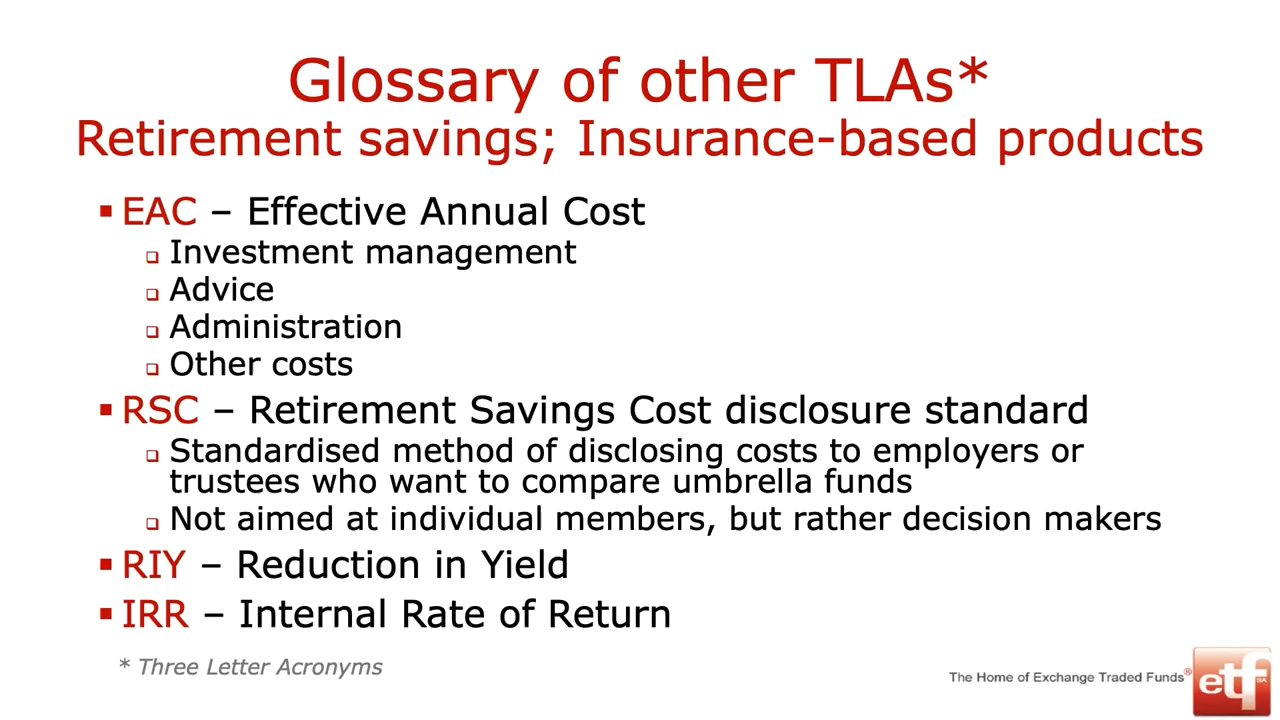 Glossary of other TLAs*
Retirement savings; Insurance-based products
EAC – Effective Annual Cost
Investment management
Advice
Administration
Other costs
RSC – Retirement Savings Cost disclosure standard
Standardised method of disclosing costs to employers or
trustees who want to compare umbrella funds
Not aimed at individual members, but rather decision makers
RIY – Reduction in Yield
IRR – Internal Rate of Return
* Three Letter Acronyms
The Home of Exchange Traded Funds®
etf SA